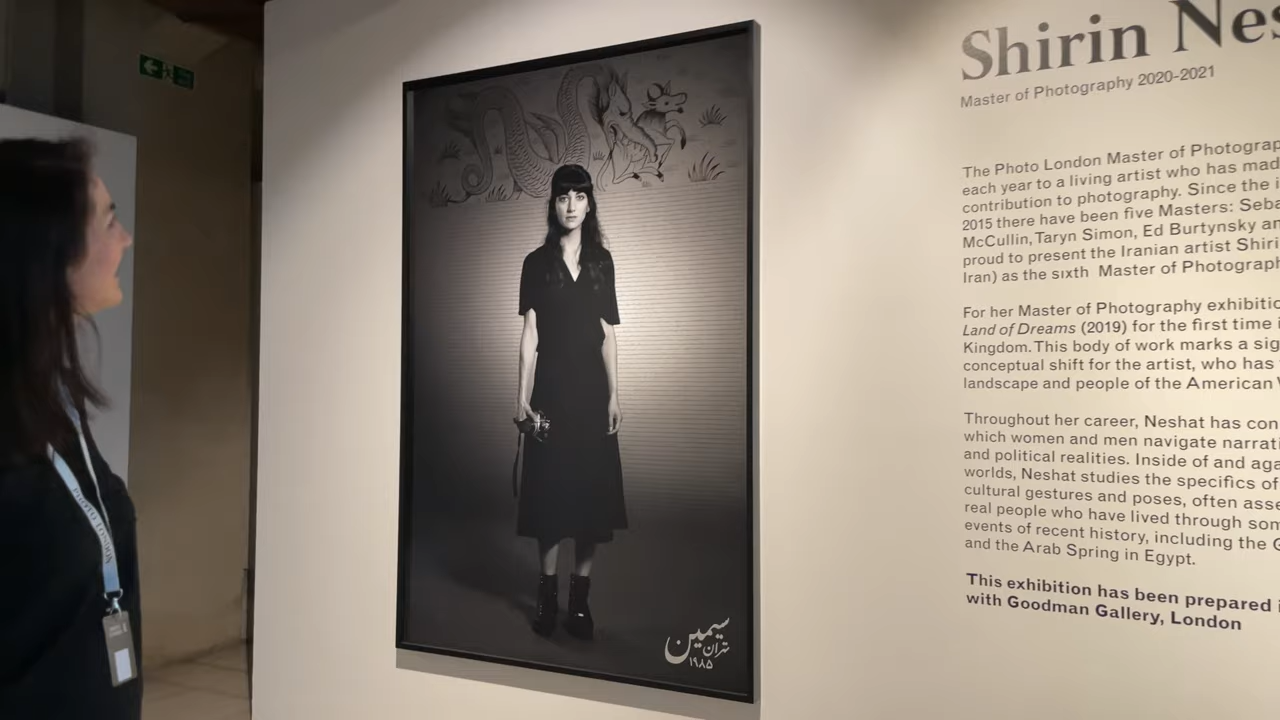 Shirin Nes
Master of Photography 2020-2021
The Photo London Master of Photograp
each year to a living artist who has mad
contribution to photography. Since the i
2015 there have been five Masters: Seba
McCullin, Taryn Simon, Ed Burtynsky an
proud to present the Iranian artist Shiri
Iran) as the sixth Master of Photograph
For her Master of Photography exhibitio
Land of Dreams (2019) for the first time i
Kingdom. This body of work marks a sig
conceptual shift for the artist, who has
landscape and people of the American
Throughout her career, Neshat has con
which women and men navigate narrati
and political realities. Inside of and aga
worlds, Neshat studies the specifics of
cultural gestures and poses, often asse
real people who have lived through som
events of recent history, including the G
and the Arab Spring in Egypt.
This exhibition has been prepared i
with Goodman Gallery, London
سیمین
تهران
۱۹۸۵
PHOTO LONDON